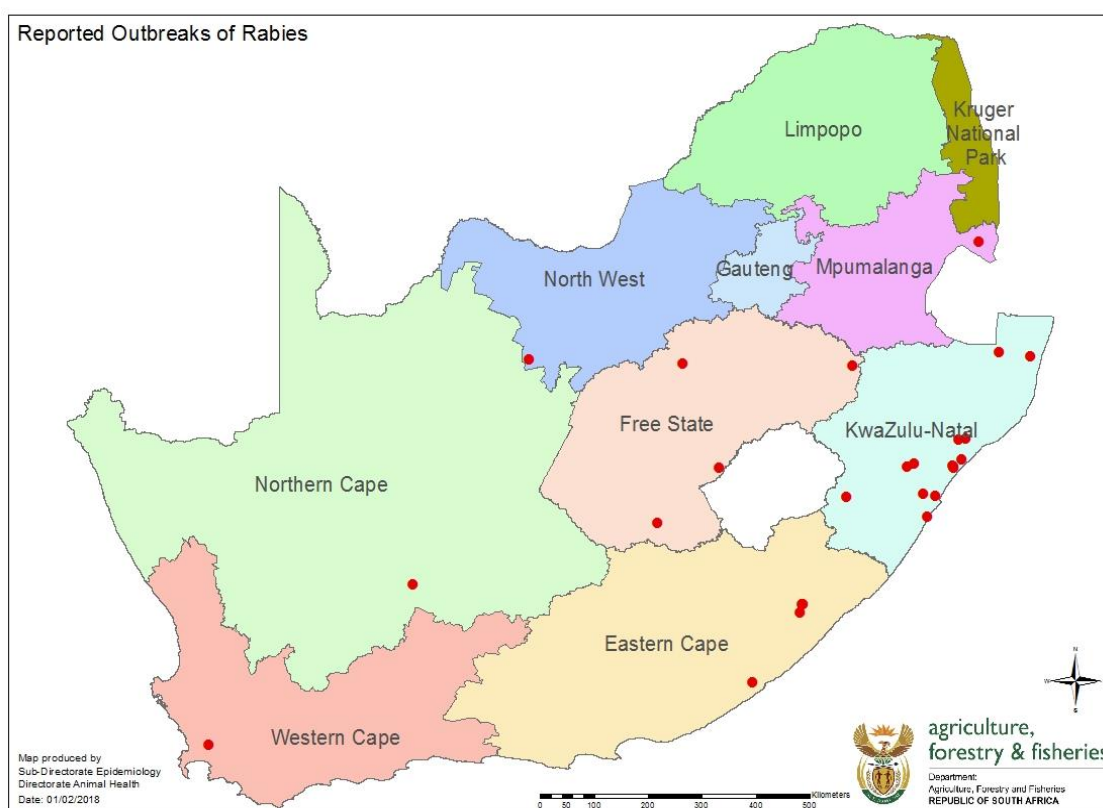 Reported Outbreaks of Rabies
Kruger
National
Park
Limpopo
North West
Gauteng
Mpumalanga
Free State
KwaZulu-Natal
Northern Cape
Eastern Cape
Western Cape
N
W
E
S
Map produced by
Sub-Directorate Epidemiology
Directorate Animal Health
Date: 01/02/2018
Kilometers
0 50 100 200 300 400 500
agriculture,
forestry & fisheries
Department:
Agriculture, Forestry and Fisheries
REPUBLIC OF SOUTH AFRICA